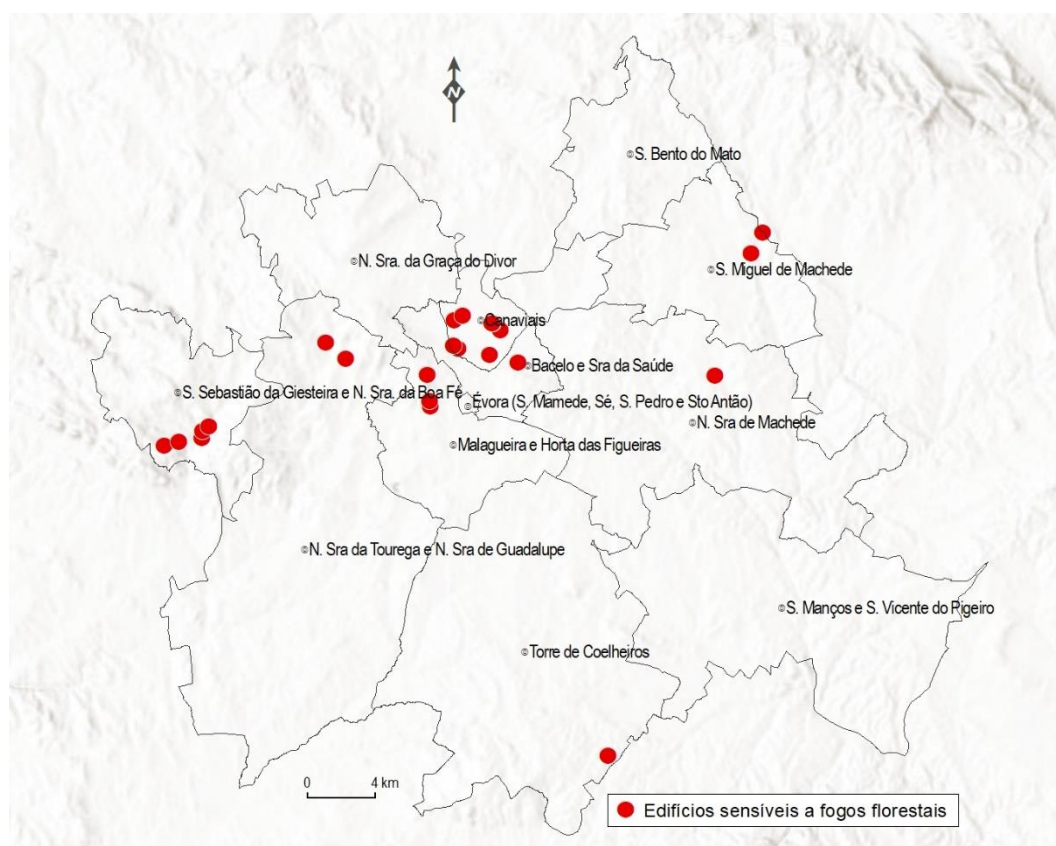 N
S. Bento do Mato
N. Sra. da Graça do Divor
S. Miguel de Machede
Canaviais
Bacelo e Sra da Saúde
S. Sebastião da Giesteira e N. Sra. da Boa Fé
Évora (S. Mamede, Sé, S. Pedro e Sto Antão)
N. Sra de Machede
Malagueira e Horta das Figueiras
N. Sra da Tourega e N. Sra de Guadalupe
S. Manços e S. Vicente do Pigeiro
Torre de Coelheiros
0 4 km
Edifícios sensíveis a fogos florestais